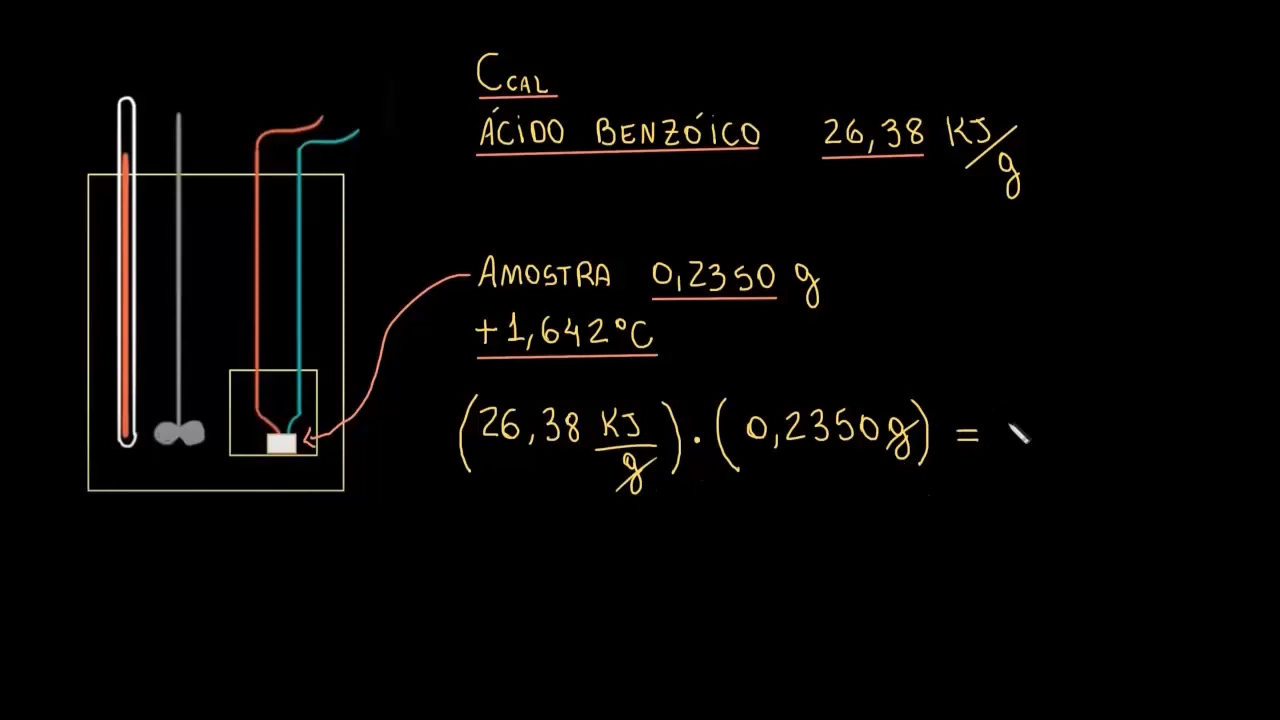 CCAL
ÁCIDO BENZÓICO 26,38 KJ/g
AMOSTRA 0,2350 g
+1,642°C
(26,38 KJ/g) · (0,2350g) =